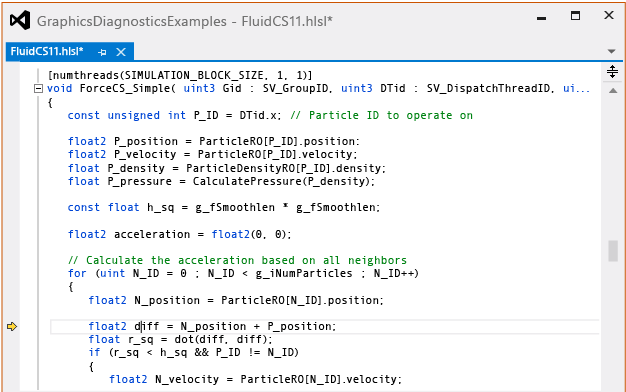 GraphicsDiagnosticsExamples - FluidCS11.hlsl*
FluidCS11.hlsl*
[numthreads(SIMULATION_BLOCK_SIZE, 1, 1)]
void ForceCS_Simple( uint3 Gid : SV_GroupID, uint3 DTid : SV_DispatchThreadID, ui...
{
const unsigned int P_ID = DTid.x; // Particle ID to operate on
float2 P_position = ParticleRO[P_ID].position:
float2 P_velocity = ParticleRO[P_ID].velocity;
float P_density = ParticleDensityRO[P_ID].density;
float P_pressure = CalculatePressure(P_density);
const float h_sq = g_fSmoothlen * g_fSmoothlen;
float2 acceleration = float2(0, 0);
// Calculate the acceleration based on all neighbors
for (uint N_ID = 0 ; N_ID < g_iNumParticles ; N_ID++)
{
float2 N_position = ParticleRO[N_ID].position;
float2 diff = N_position + P_position;
float r_sq = dot(diff, diff);
if (r_sq < h_sq && P_ID != N_ID)
{
float2 N_velocity = ParticleRO[N_ID].velocity;